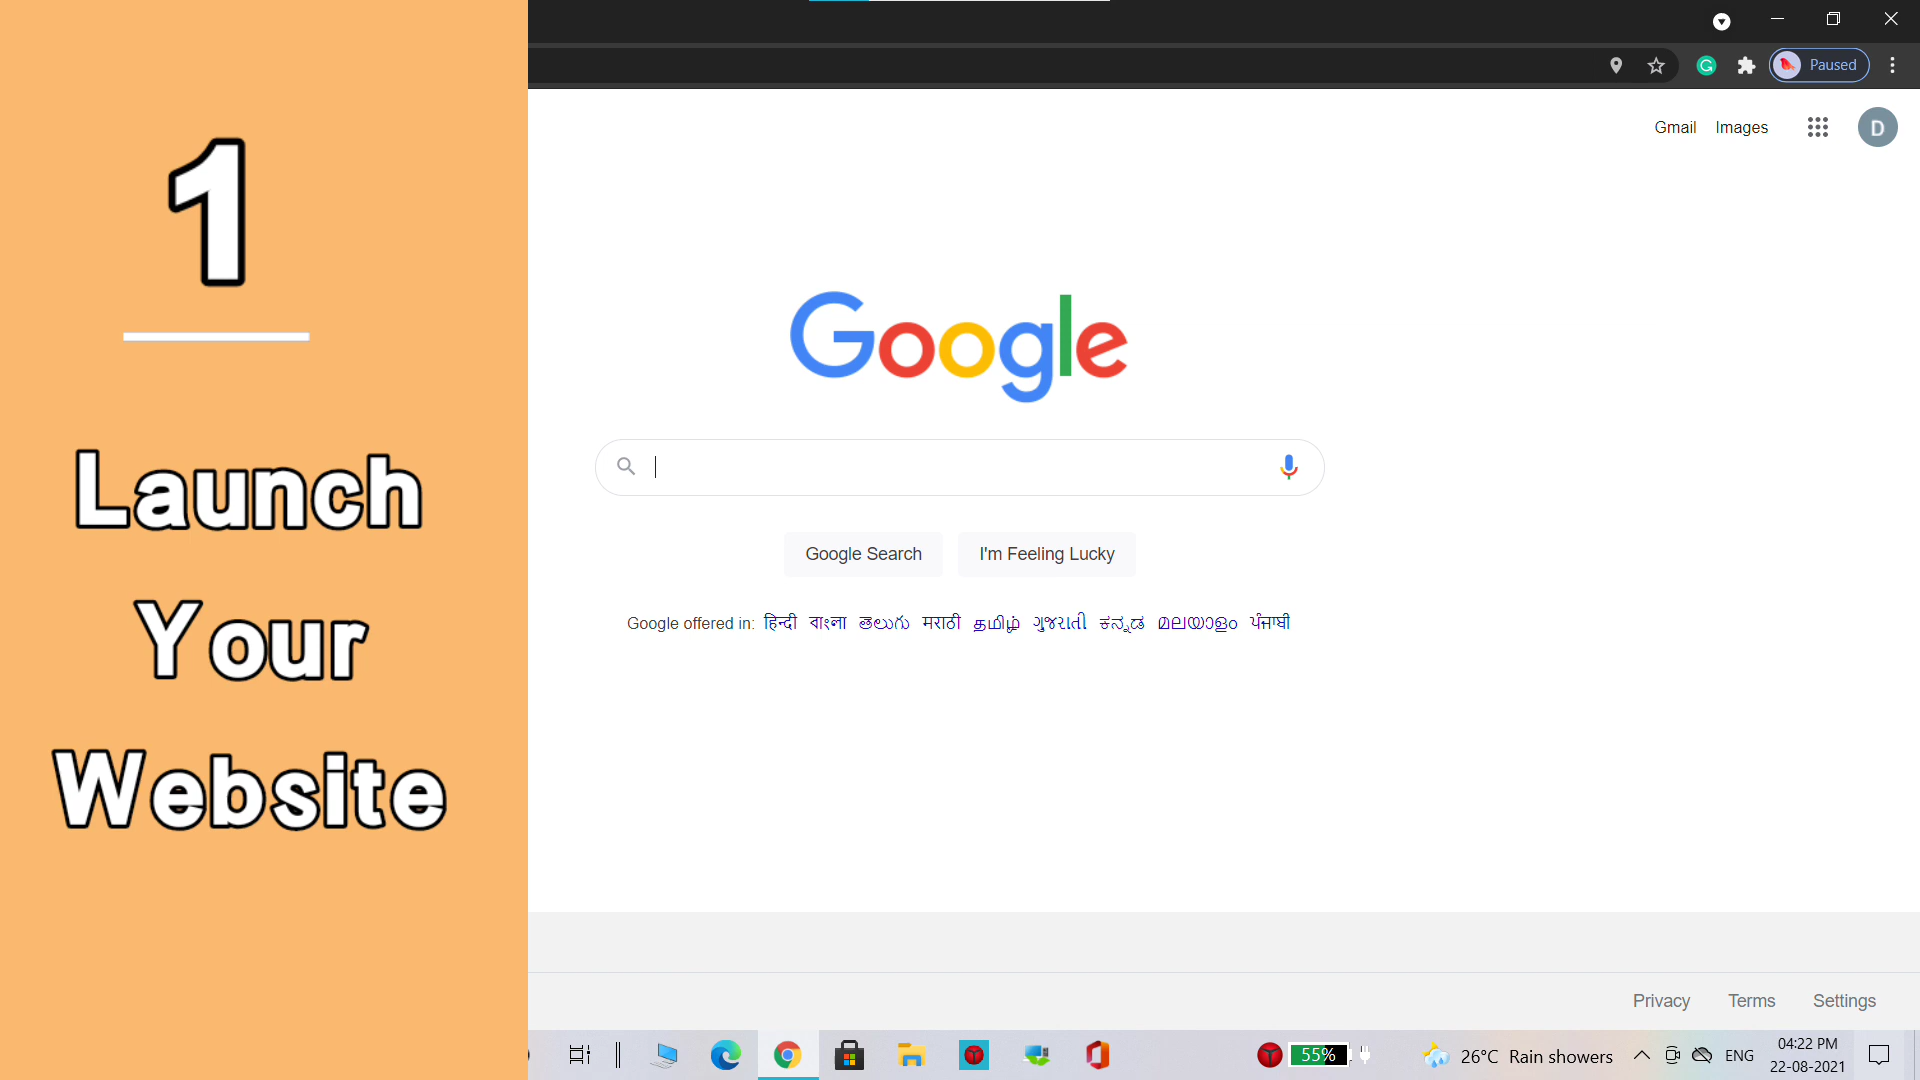 1
Launch
Your
Website
Paused
Gmail Images
D
Google
Google Search I'm Feeling Lucky
Google offered in: हिन्दी বাংলা తెలుగు मराठी தமிழ் ગુજરાતી ಕನ್ನಡ മലയാളം ਪੰਜਾਬੀ
Privacy Terms Settings
55% 26°C Rain showers ENG 04:22 PM
22-08-2021